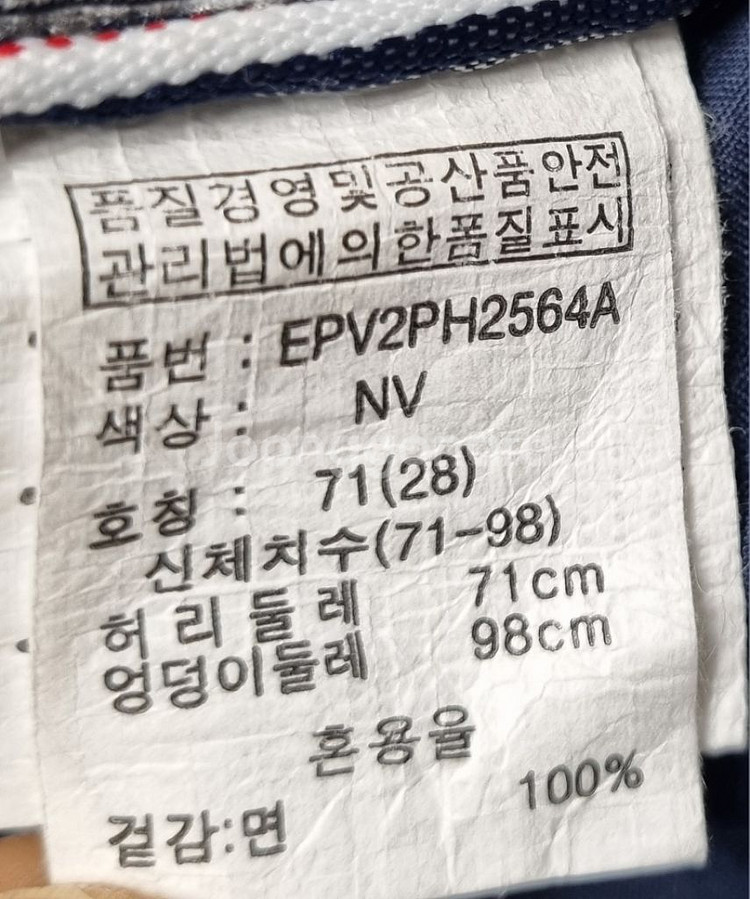 품질경영및공산품안전
관리법에의한품질표시
품번 : EPV2PH2564A
색상 : NV
호칭 : 71(28)
신체치수(71-98)
허리둘레 71cm
엉덩이둘레 98cm
혼용율
겉감:면 100%